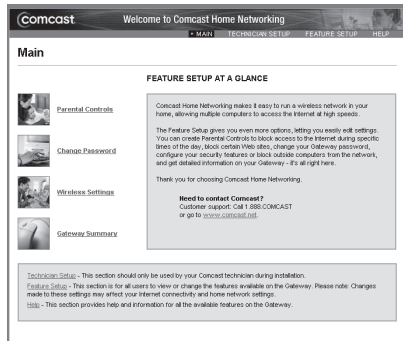 Comcast. Welcome to Comcast Home Networking
MAIN TECHNICIAN SETUP FEATURE SETUP HELP
Main
FEATURE SETUP AT A GLANCE
Parental Controls
Change Password
Wireless Settings
Gateway Summary
Comcast Home Networking makes it easy to run a wireless network in your
home, allowing multiple computers to access the Internet at high speeds.
The Feature Setup gives you even more options, letting you easily edit settings.
You can create Parental Controls to block access to the Internet during specific
times of the day, block certain Web sites, change your Gateway password,
configure your security features or block outside computers from the network,
and get detailed information on your Gateway - it's all right here.
Thank you for choosing Comcast Home Networking.
Need to contact Comcast?
Customer support: Call 1.888.COMCAST
or go to www.comcast.net.
Technician Setup - This section should only be used by your Comcast technician during installation.
Feature Setup - This section is for all users to view or change the features available on the Gateway. Please note: Changes
made to these settings may affect your Internet connectivity and home network settings.
Help - This section provides help and information for all the available features on the Gateway.